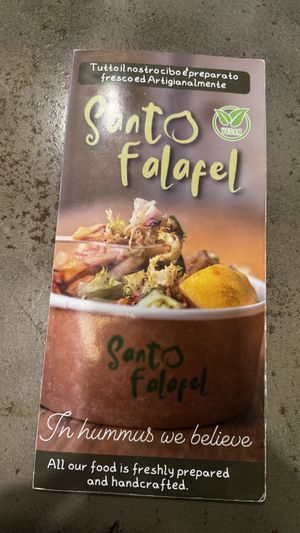 Tutto il nostro cibo e' preparato
fresco ed Artigianalmente
Santo
Falafel
VEGAN
Santo
Falafel
In hummus we believe
All our food is freshly prepared
and handcrafted.